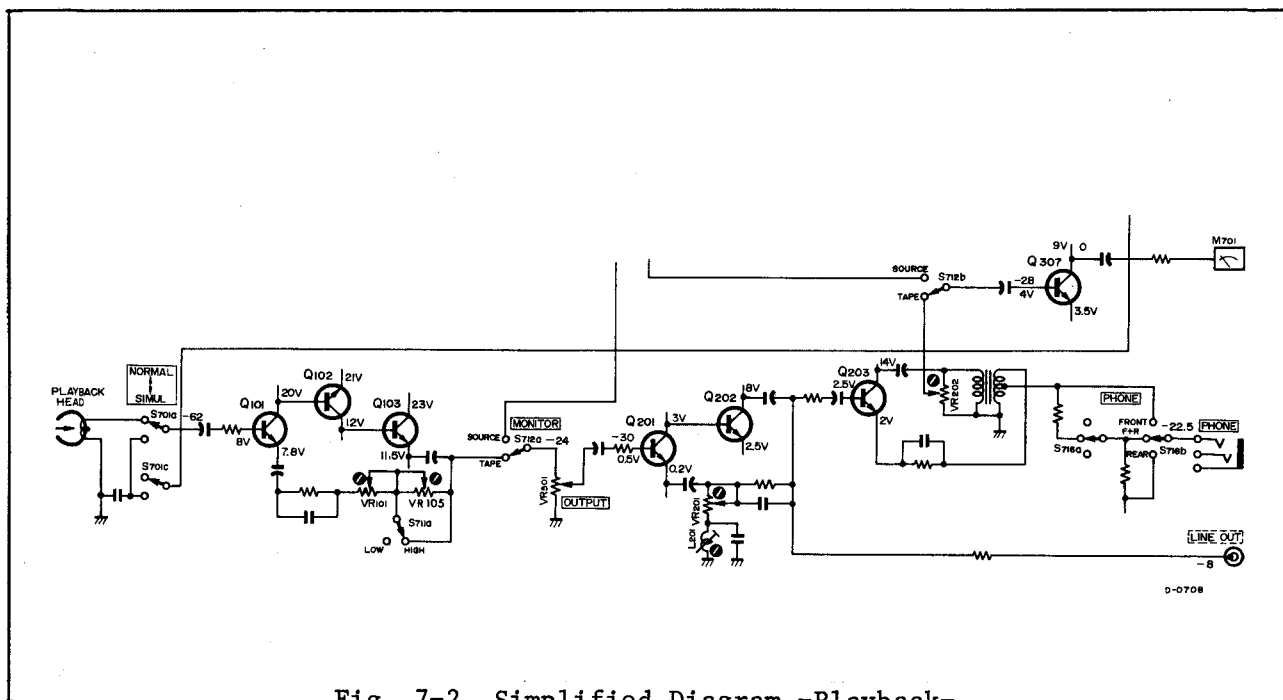 9V
0
M701
Q307
SOURCE
S712b
-28
4V
TAPE
3.5V
NORMAL
SIMUL
PLAYBACK
HEAD
S701a
-62
8V
Q101
20V
7.8V
Q102
21V
12V
Q103
23V
11.5V
VR101
VR105
S711a
LOW
HIGH
MONITOR
SOURCE
S712a
-24
TAPE
OUTPUT
-30
0.5V
Q201
3V
0.2V
VR201
L201
Q202
8V
2.5V
Q203
2.5V
14V
2V
VR202
PHONE
FRONT
F+R
REAR
S716a
S716b
-22.5
PHONE
LINE OUT
-8
D-0708
Fig. 7-2 Simplified Diagram -Playback-